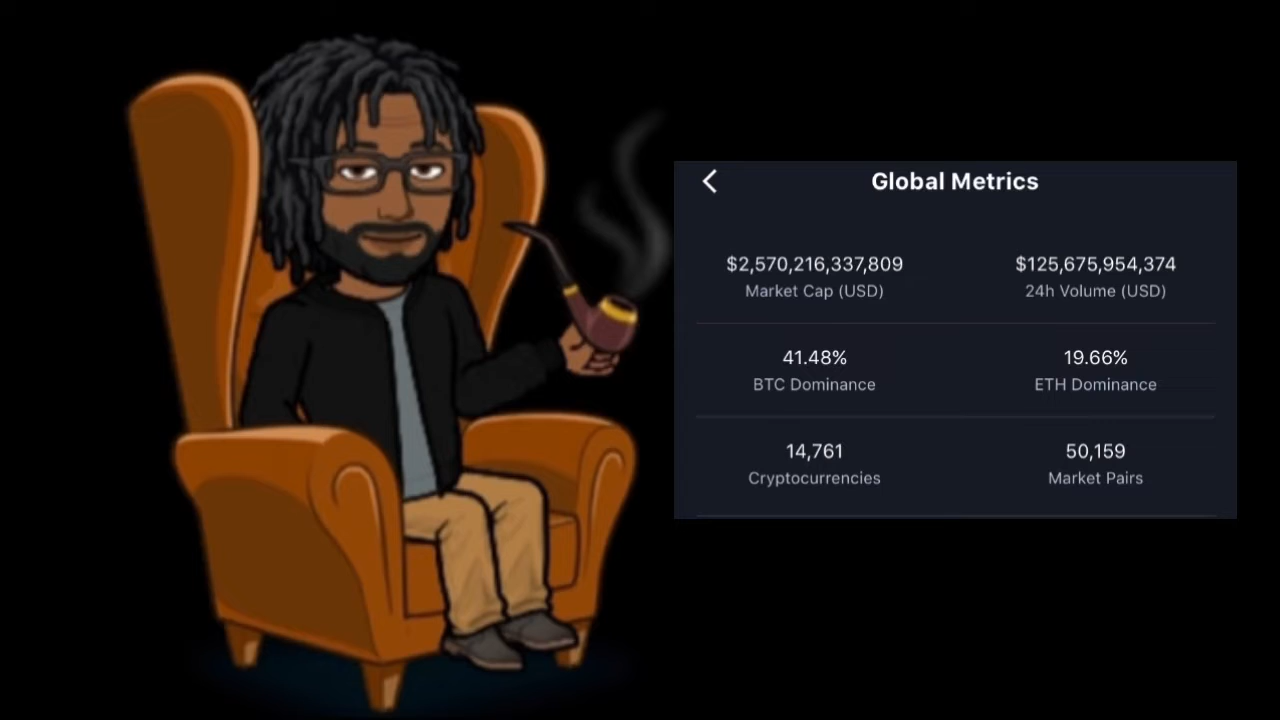 Global Metrics
$2,570,216,337,809 $125,675,954,374
Market Cap (USD) 24h Volume (USD)
41.48% 19.66%
BTC Dominance ETH Dominance
14,761 50,159
Cryptocurrencies Market Pairs